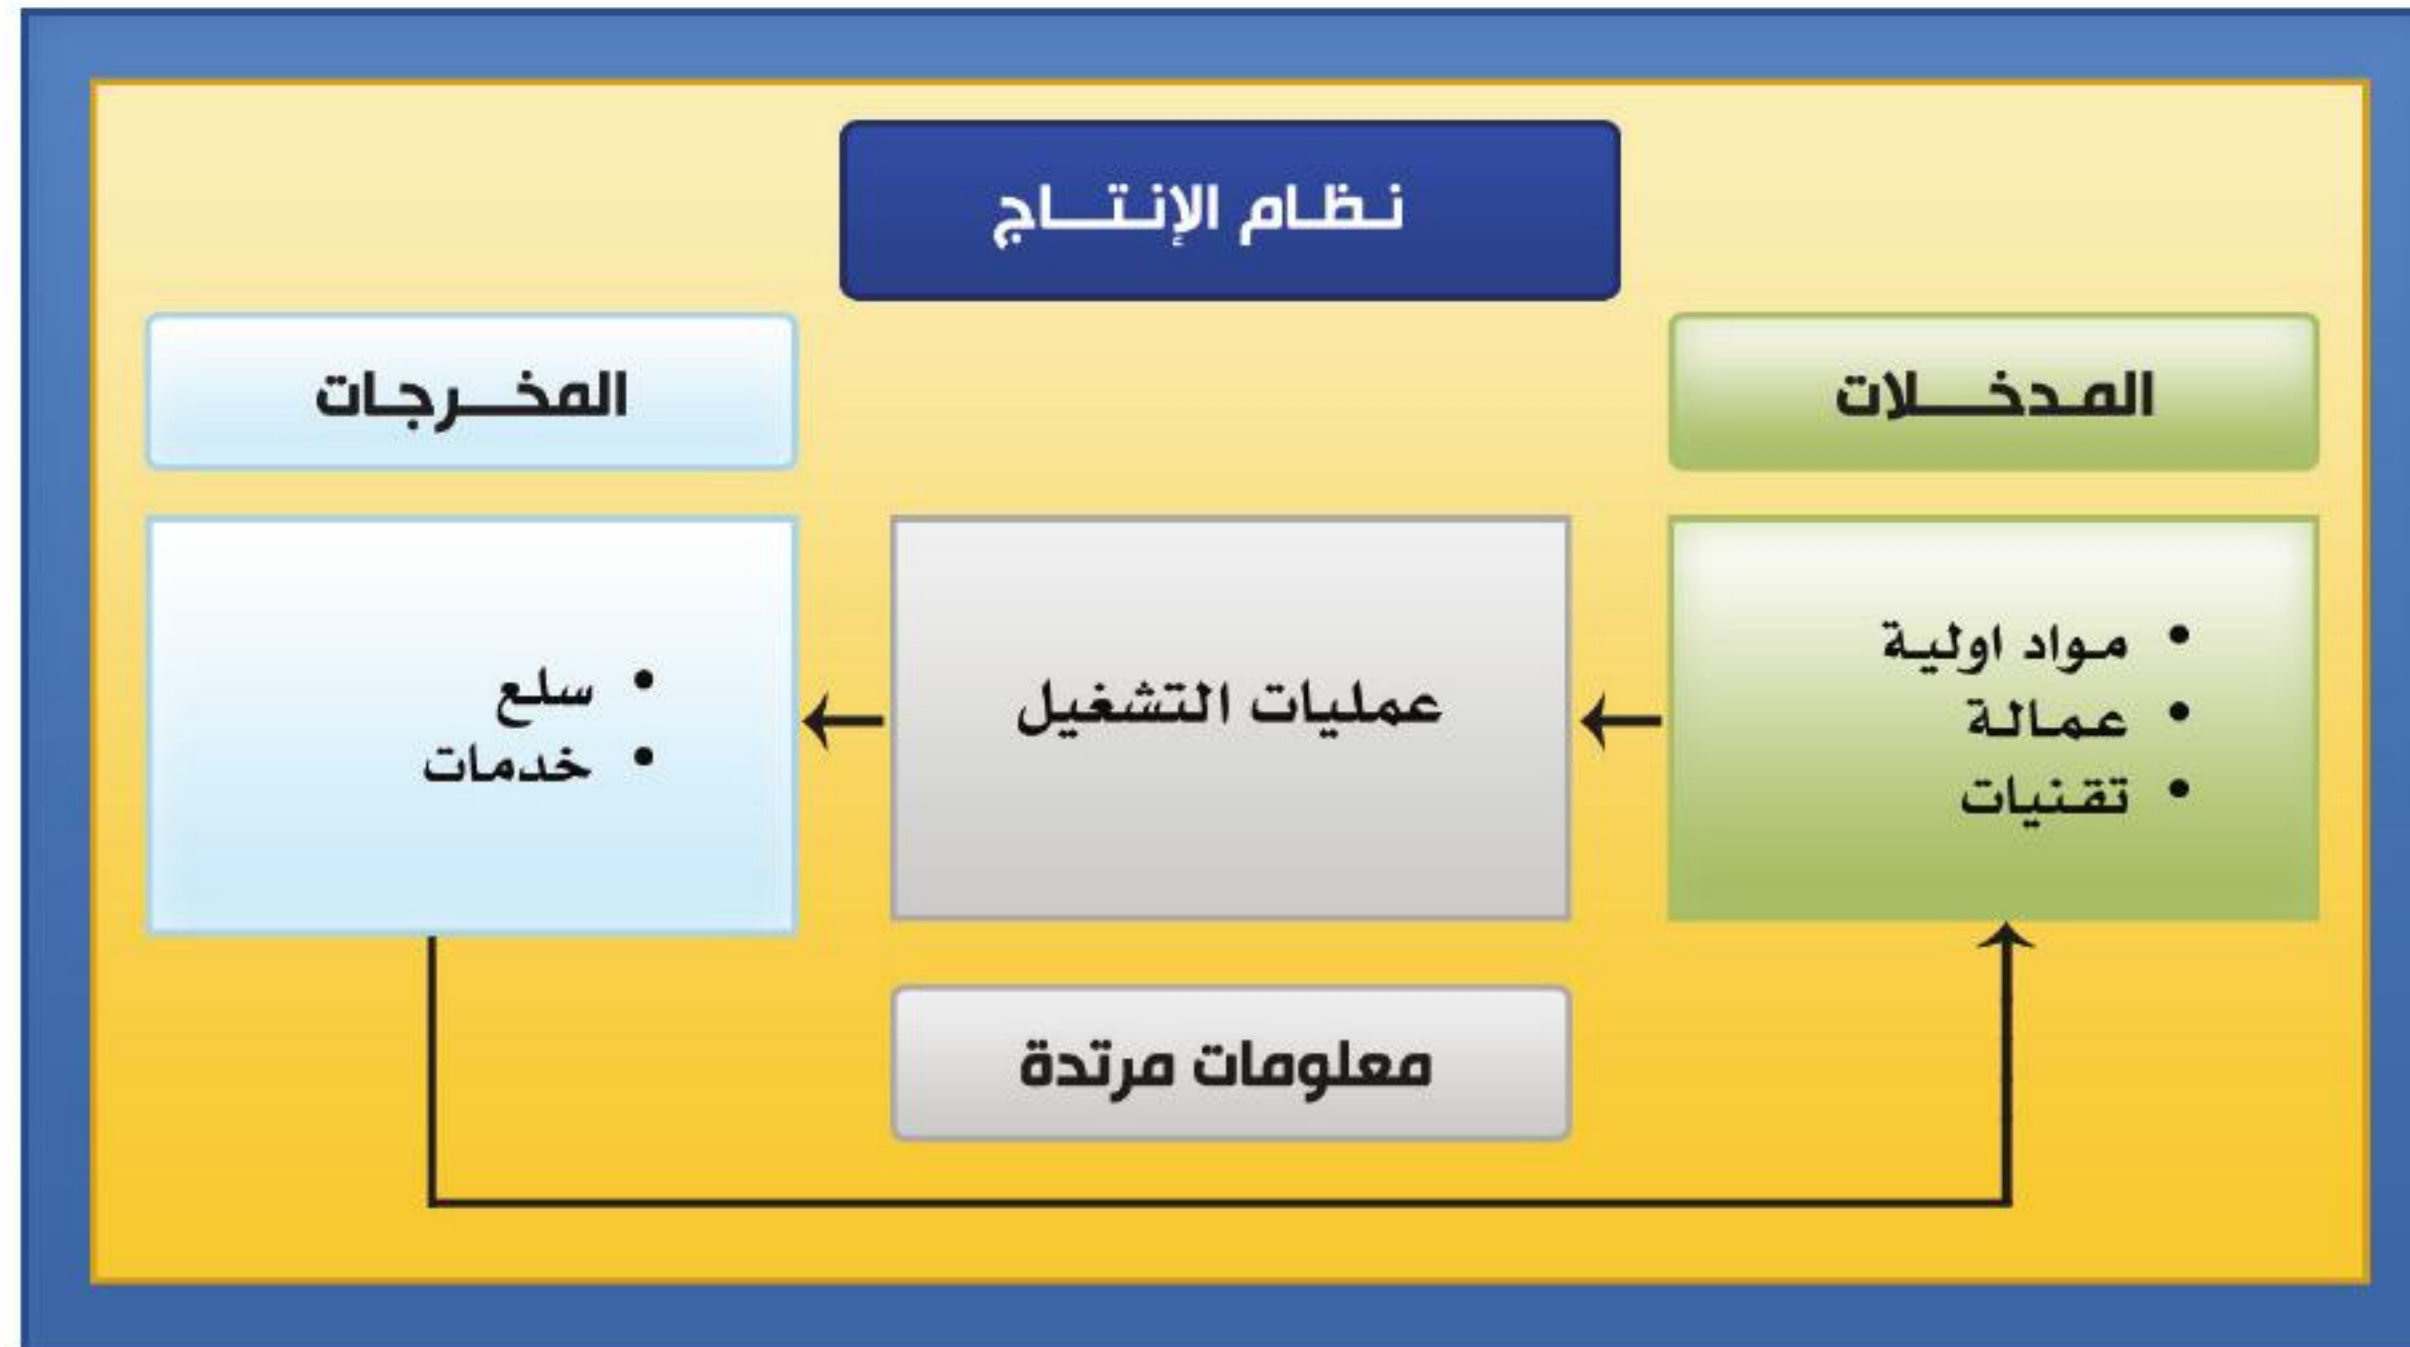 نظام الإنتاج
المدخلات
المخرجات
• مواد اولية
• عمالة
• تقنيات
عمليات التشغيل
• سلع
• خدمات
معلومات مرتدة